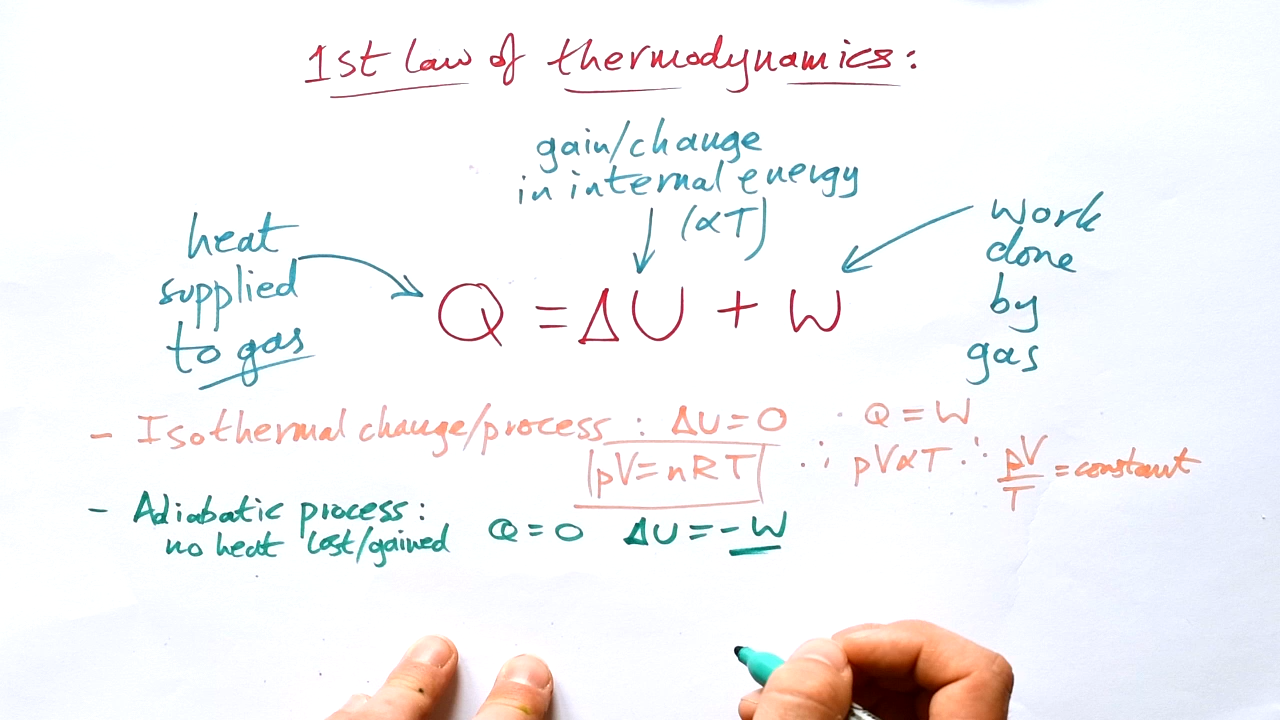 1st law of thermodynamics:
gain/change
in internal energy
(∝T)
heat
supplied
to gas
work
done
by
gas
Q = ΔU + W
- Isothermal change/process : ΔU = 0 ∴ Q = W
pV = nRT ∴ pV∝T ∴ pV/T = constant
- Adiabatic process:
no heat lost/gained Q = 0 ΔU = - W